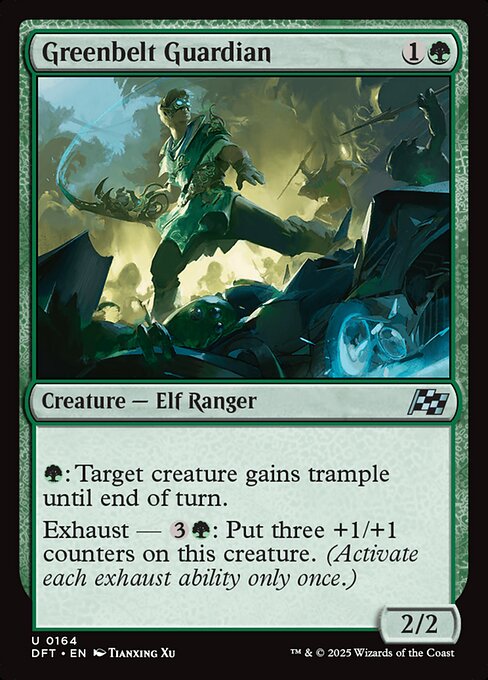 Greenbelt Guardian 1
Creature — Elf Ranger
: Target creature gains trample
until end of turn.
Exhaust — 3 : Put three +1/+1
counters on this creature. (Activate
each exhaust ability only once.)
2/2
U 0164
DFT • EN Tianxing Xu
™ & © 2025 Wizards of the Coast